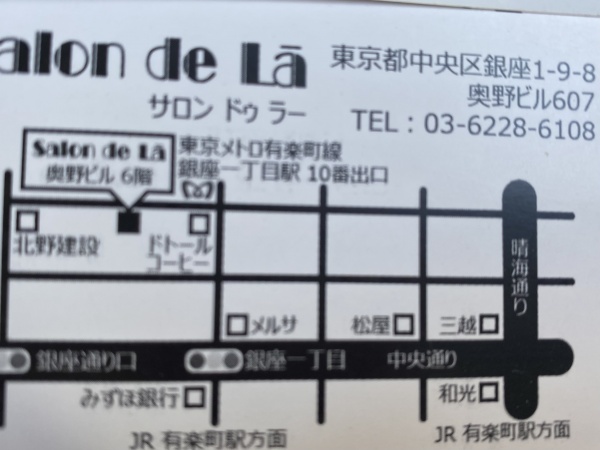 Salon de Lā
サロン ドゥ ラー
東京都中央区銀座1-9-8
奥野ビル607
TEL：03-6228-6108
Salon de Lā
奥野ビル 6階
東京メトロ有楽町線
銀座一丁目駅 10番出口
北野建設
ドトール
コーヒー
晴海通り
メルサ
松屋
三越
銀座通り口
銀座一丁目
中央通り
みずほ銀行
和光
JR 有楽町駅方面
JR 有楽町駅方面